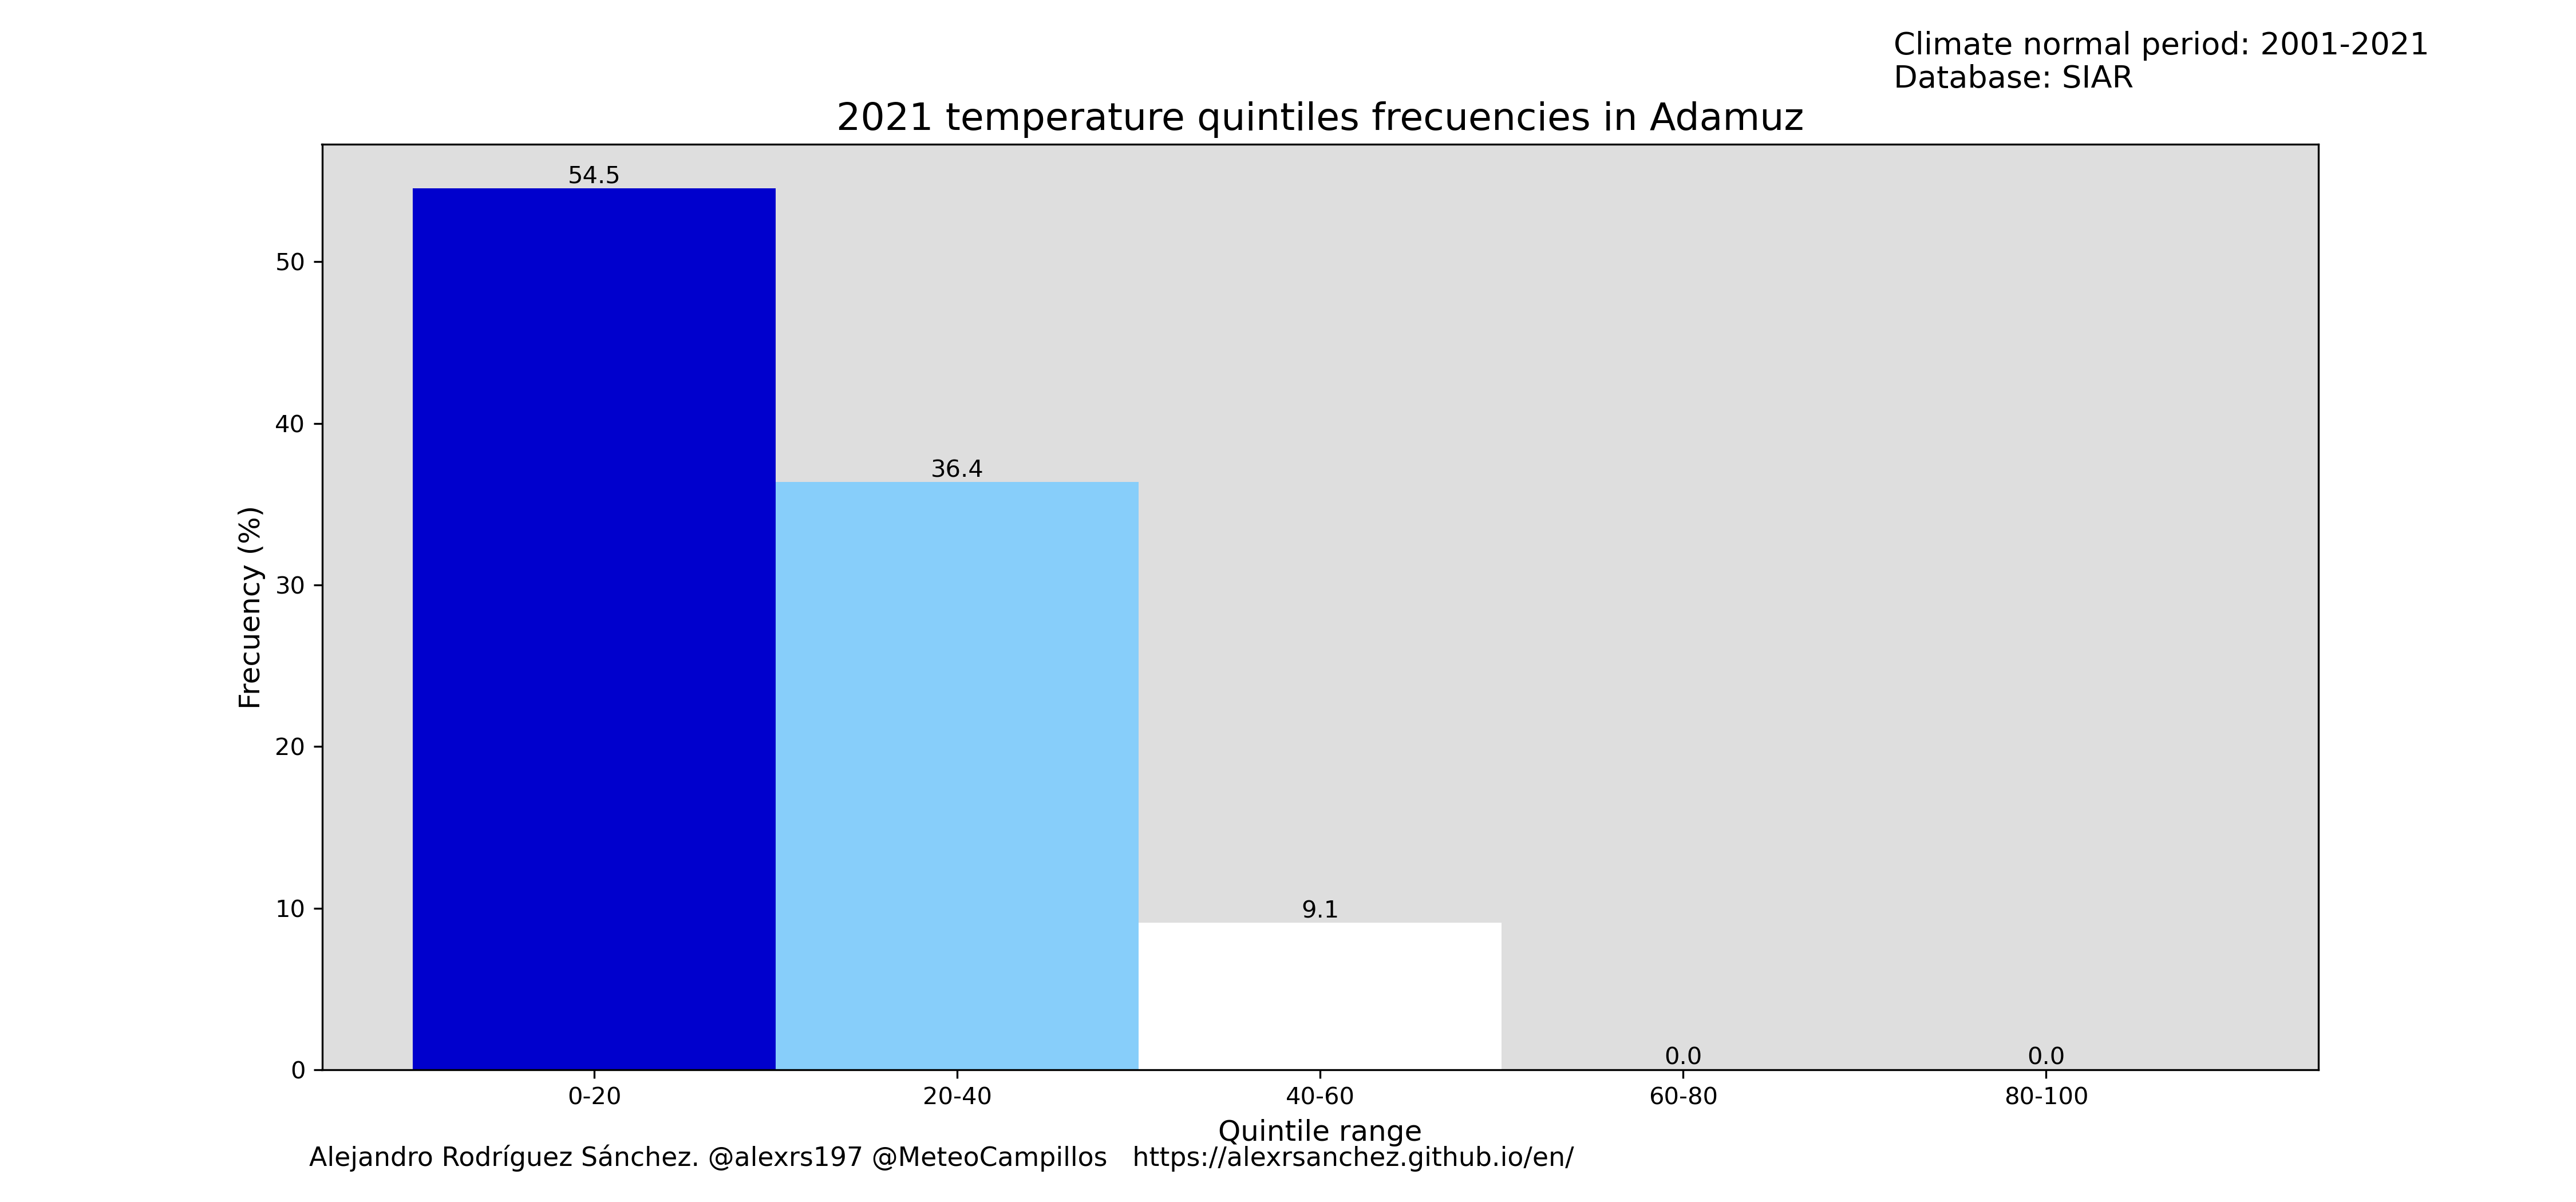 Climate normal period: 2001-2021
Database: SIAR
2021 temperature quintiles frecuencies in Adamuz
54.5
36.4
9.1
0.0
0.0
Frecuency (%)
50
40
30
20
10
0
0-20
20-40
40-60
60-80
80-100
Quintile range
Alejandro Rodríguez Sánchez. @alexrs197 @MeteoCampillos   https://alexrsanchez.github.io/en/